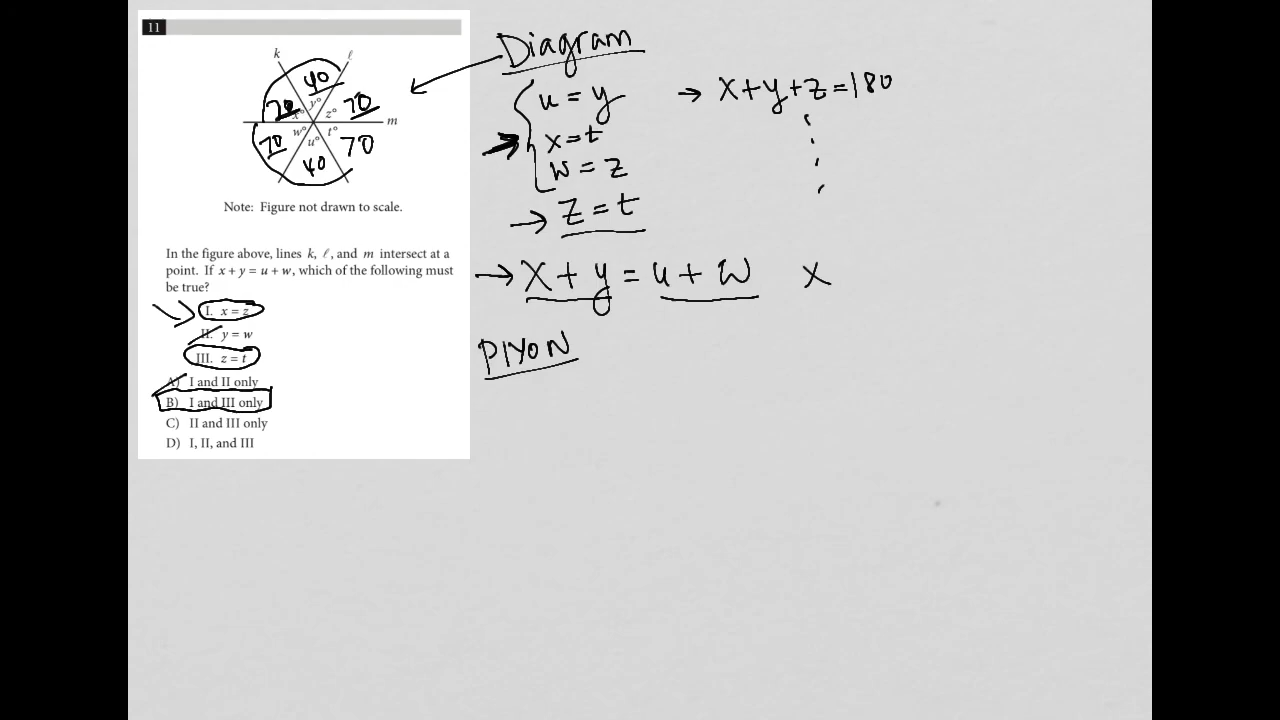 11
k
ℓ
40
70
y°
z°
70
x°
m
w°
t°
70
u°
70
40
Note: Figure not drawn to scale.
In the figure above, lines k, ℓ, and m intersect at a
point. If x + y = u + w, which of the following must
be true?
I. x = z
II. y = w
III. z = t
A) I and II only
B) I and III only
C) II and III only
D) I, II, and III
Diagram
u = y
x = t
w = z
z = t
x + y = u + w
x
PIYON
x + y + z = 180